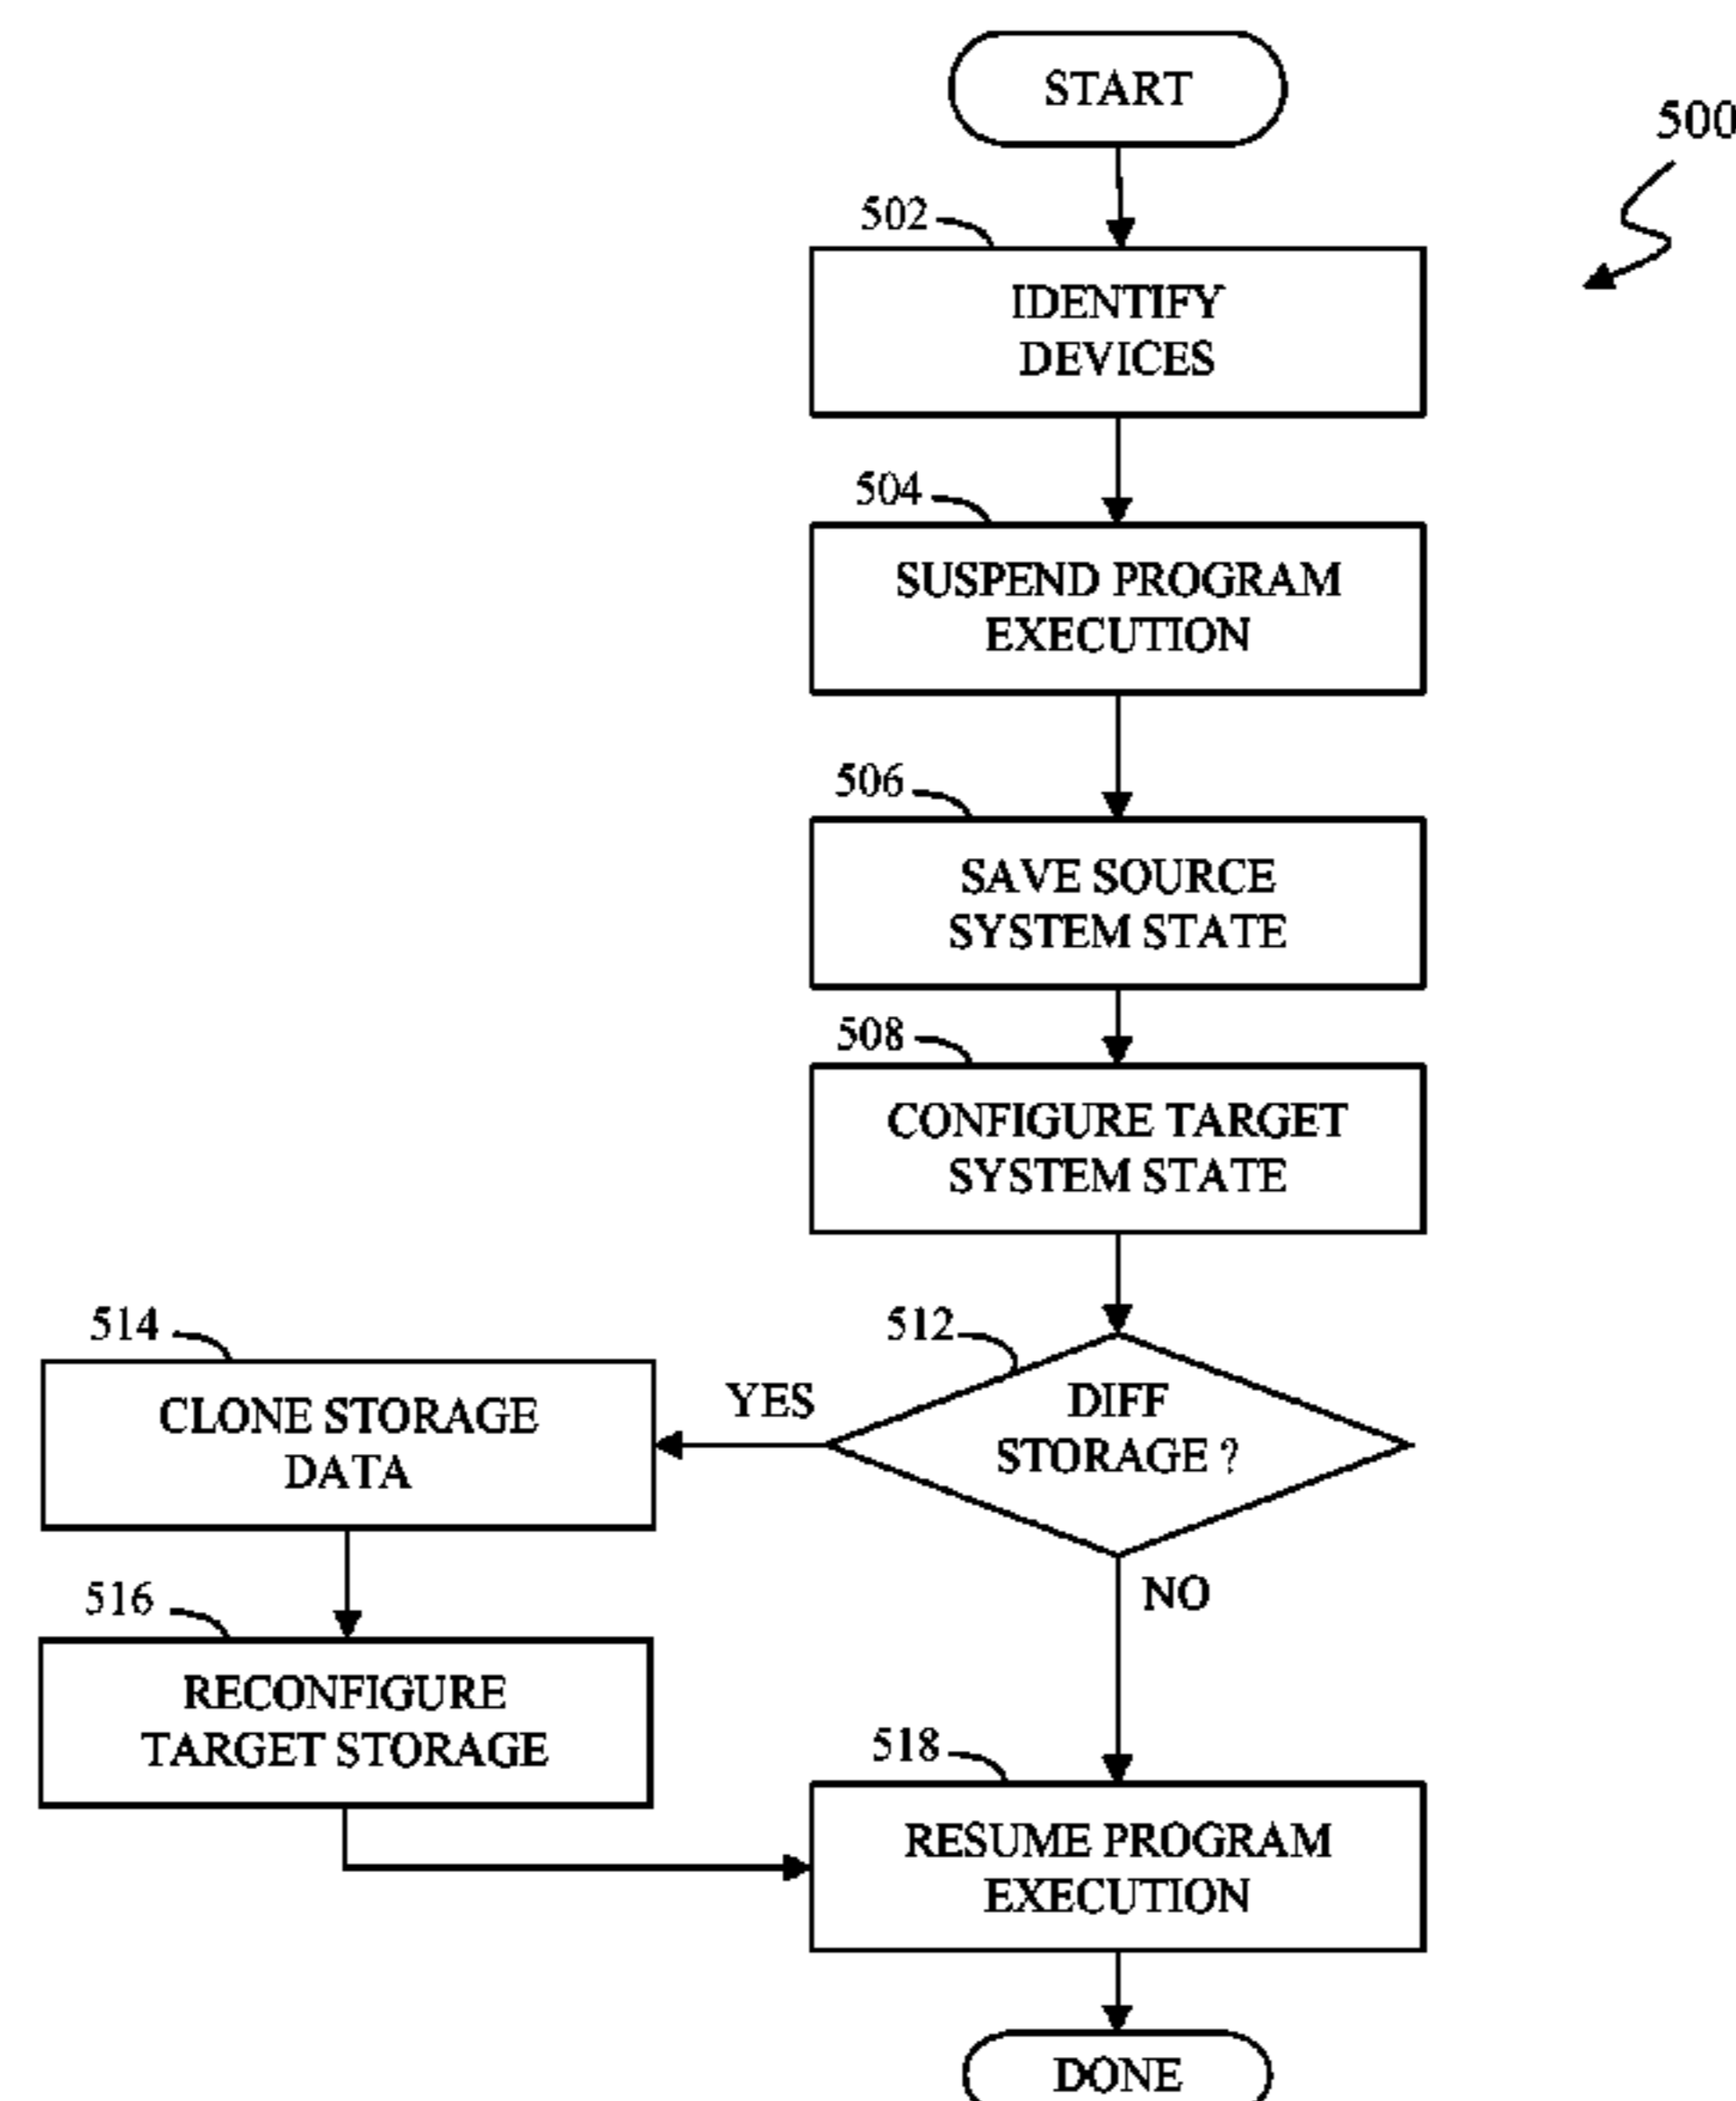 START
500
502
IDENTIFY
DEVICES
504
SUSPEND PROGRAM
EXECUTION
506
SAVE SOURCE
SYSTEM STATE
508
CONFIGURE TARGET
SYSTEM STATE
512
DIFF
STORAGE ?
YES
NO
514
CLONE STORAGE
DATA
516
RECONFIGURE
TARGET STORAGE
518
RESUME PROGRAM
EXECUTION
DONE